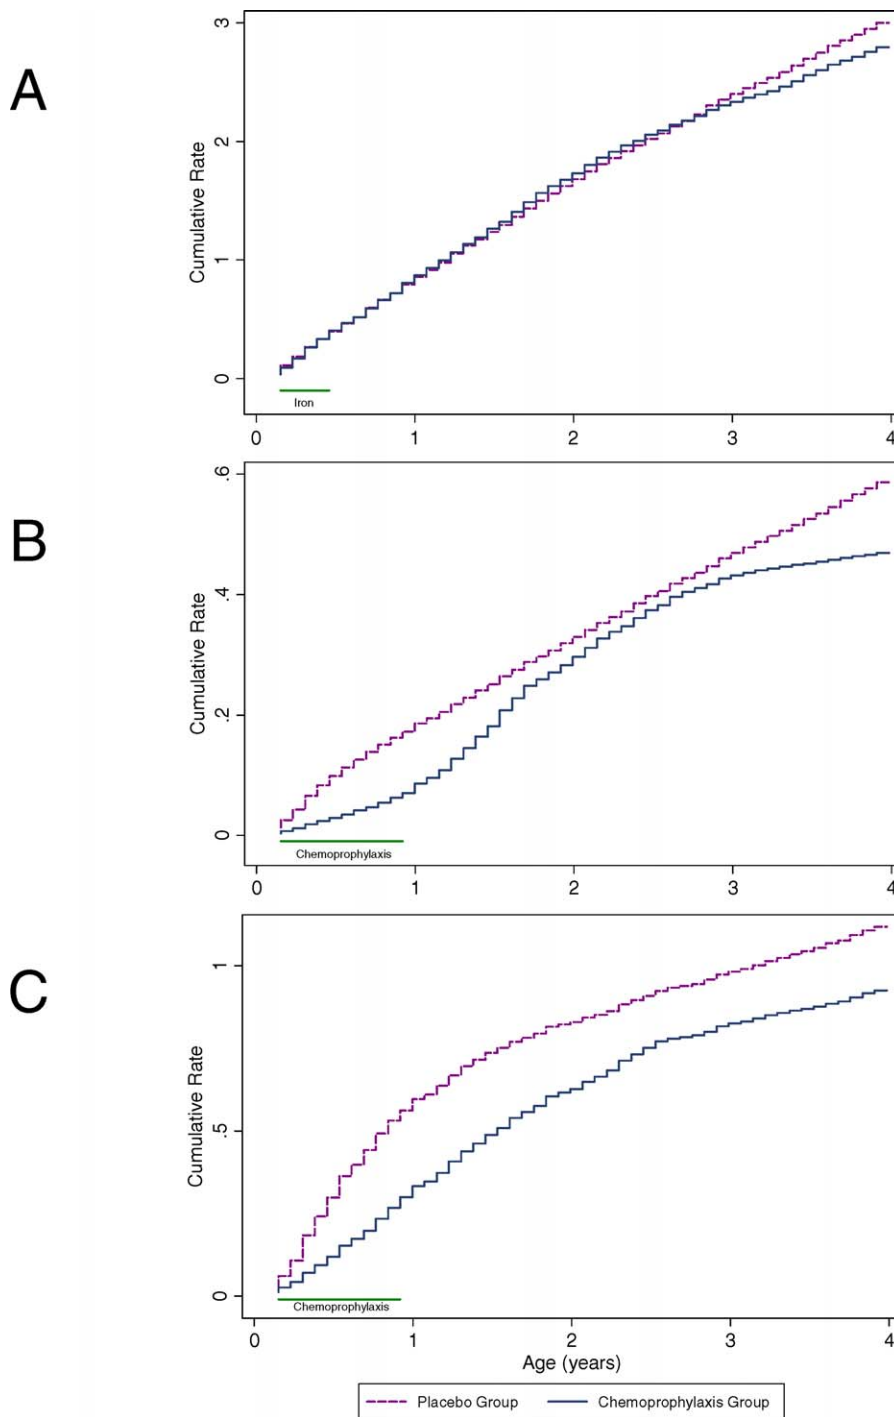 A
Cumulative Rate
3
2
1
0
Iron
0 1 2 3 4
B
Cumulative Rate
.6
.4
.2
0
Chemoprophylaxis
0 1 2 3 4
C
Cumulative Rate
1
.5
0
Chemoprophylaxis
0 1 2 3 4
Age (years)
Placebo Group Chemoprophylaxis Group